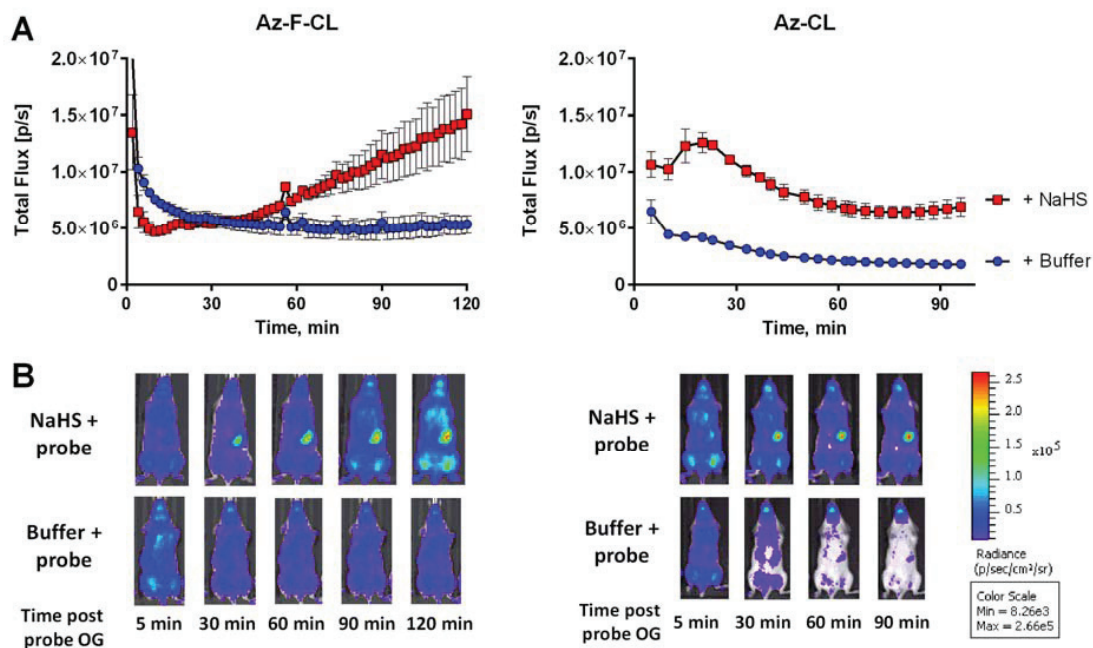 A
Az-F-CL
Total Flux [p/s]
2.0×10⁷
1.5×10⁷
1.0×10⁷
5.0×10⁶
0
0 30 60 90 120
Time, min
Az-CL
Total Flux [p/s]
2.0×10⁷
1.5×10⁷
1.0×10⁷
5.0×10⁶
0
0 30 60 90
Time, min
+ NaHS
+ Buffer
B
NaHS +
probe
Buffer +
probe
Time post
probe OG
5 min 30 min 60 min 90 min 120 min
NaHS +
probe
Buffer +
probe
Time post
probe OG
5 min 30 min 60 min 90 min
2.5
2.0
1.5
1.0
0.5
x10⁵
Radiance
(p/sec/cm²/sr)
Color Scale
Min = 8.26e3
Max = 2.66e5